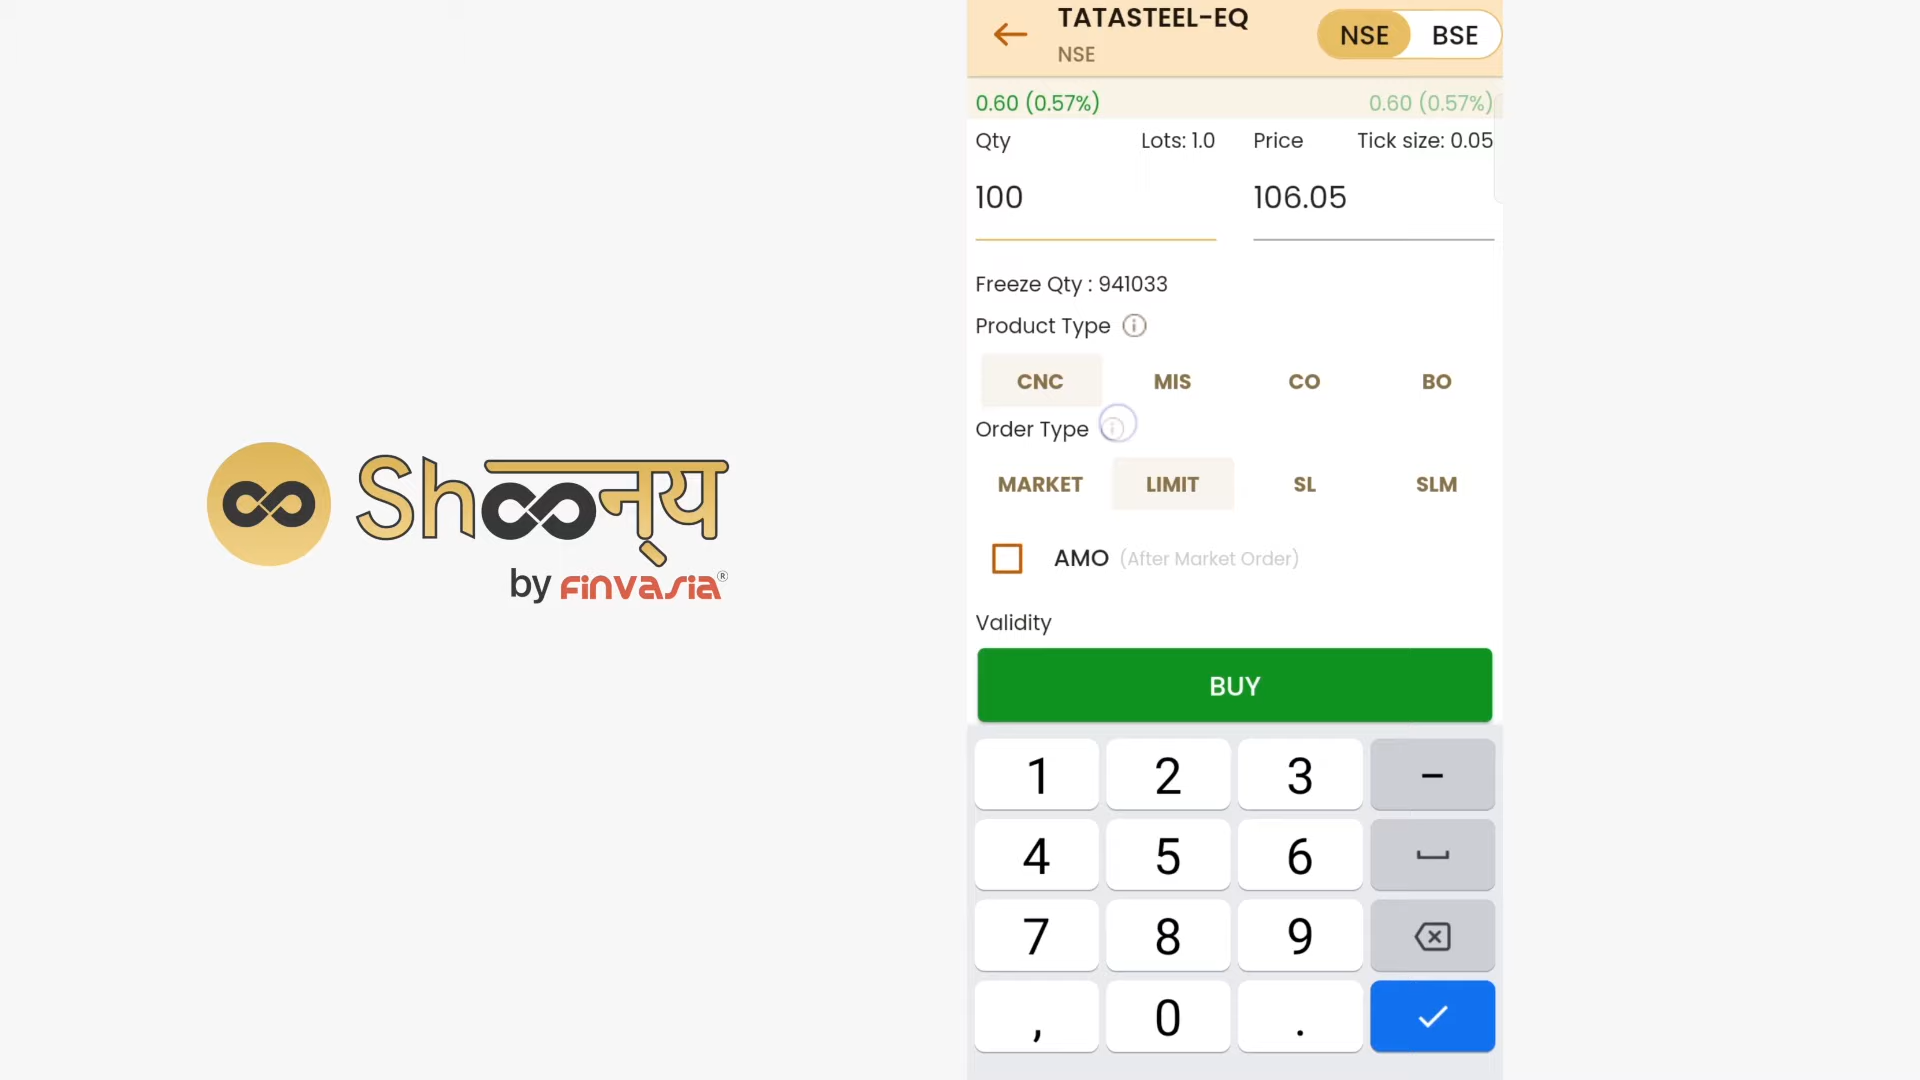 Shoonय
by FINVASIA®
TATASTEEL-EQ
NSE
NSE BSE
0.60 (0.57%) 0.60 (0.57%)
Qty Lots: 1.0 Price Tick size: 0.05
100 106.05
Freeze Qty : 941033
Product Type
CNC MIS CO BO
Order Type
MARKET LIMIT SL SLM
AMO (After Market Order)
Validity
BUY
1 2 3 -
4 5 6
7 8 9
, 0 .